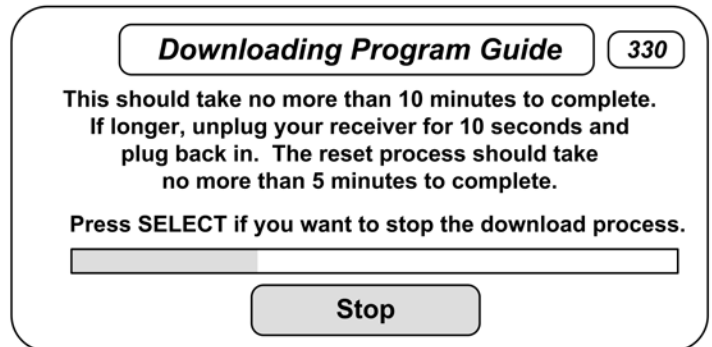 Downloading Program Guide 330
This should take no more than 10 minutes to complete.
If longer, unplug your receiver for 10 seconds and
plug back in. The reset process should take
no more than 5 minutes to complete.
Press SELECT if you want to stop the download process.
Stop